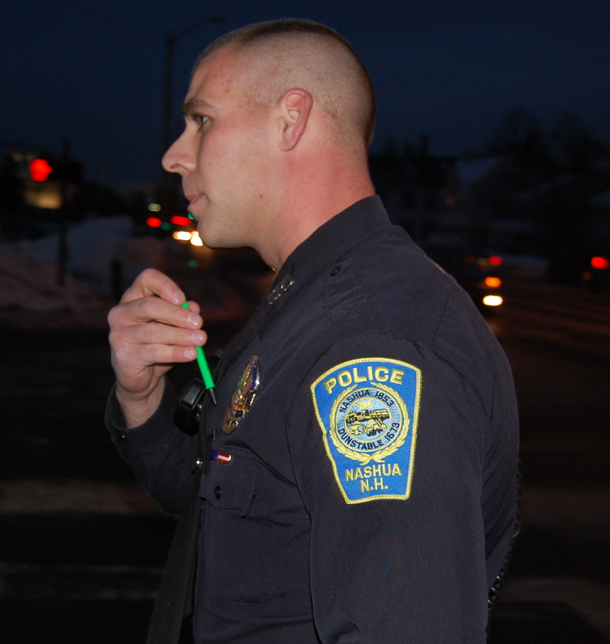 POLICE
NASHUA 1853
DUNSTABLE 1673
NASHUA
N.H.